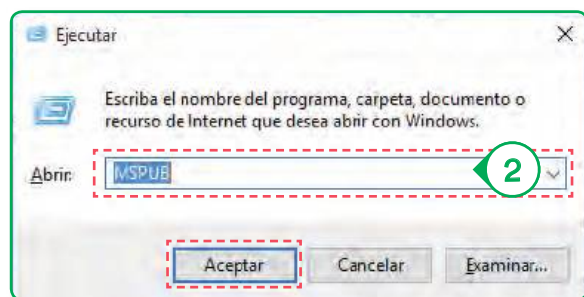 Ejecutar
Escriba el nombre del programa, carpeta, documento o
recurso de Internet que desea abrir con Windows.
Abrir: MSPUB 2
Aceptar Cancelar Examinar...